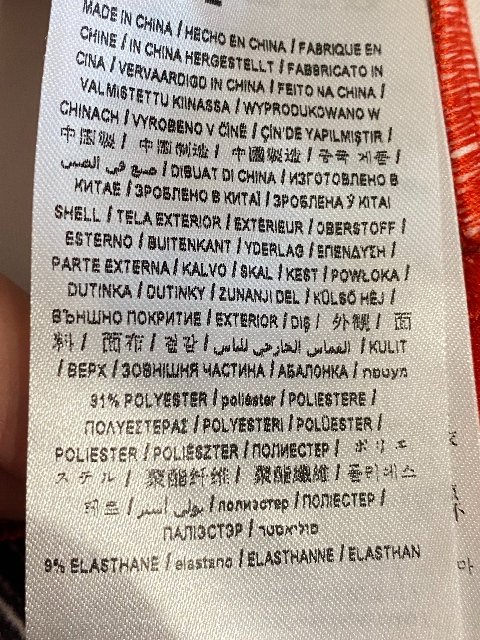 MADE IN CHINA / HECHO EN CHINA / FABRIQUE EN
CHINE / IN CHINA HERGESTELLT / FABBRICATO IN
CINA / VERVAARDIGD IN CHINA / FEITO NA CHINA /
VALMISTETTU KIINASSA / WYPRODUKOWANO W
CHINACH / VYROBENO V ČÍNĚ / ÇİN'DE YAPILMIŞTIR /
中国製 / 中国制造 / 中國製造 / 중국 제품 /
صنع في الصين / DIBUAT DI CHINA / ИЗГОТОВЛЕНО В
КИТАЕ / ЗРОБЛЕНО В КИТАЇ / ЗРОБЛЕНА Ў КІТАІ
SHELL / TELA EXTERIOR / EXTÉRIEUR / OBERSTOFF /
ESTERNO / BUITENKANT / YDERLAG / ΕΠΕΝΔΥΣΗ /
PARTE EXTERNA / KALVO / SKAL / KEST / POWŁOKA /
DUTINKA / DUTINKY / ZUNANJI DEL / KÜLSŐ HÉJ /
ВЪНШНО ПОКРИТИЕ / EXTERIOR / DIŞ / 外側 / 面
料 / 面布 / 겉감 / القماس الخارجي للباس / KULIT
/ ВЕРХ / ЗОВНІШНЯ ЧАСТИНА / АБАЛОНКА / מעטפת
91% POLYESTER / poliéster / POLIESTERE /
ΠΟΛΥΕΣΤΕΡΑΣ / POLYESTERI / POLÜESTER /
POLIESTER / POLIÉSZTER / ПОЛИЕСТЕР / ポリエ
ステル / 聚酯纤维 / 聚酯纖維 / 폴리에스
테르 / بولي أستر / полиэстер / ПОЛІЕСТЕР /
ПАЛІЭСТЭР / פוליאסטר
9% ELASTHANE / elastano / ÉLASTHANNE / ELASTHAN
마